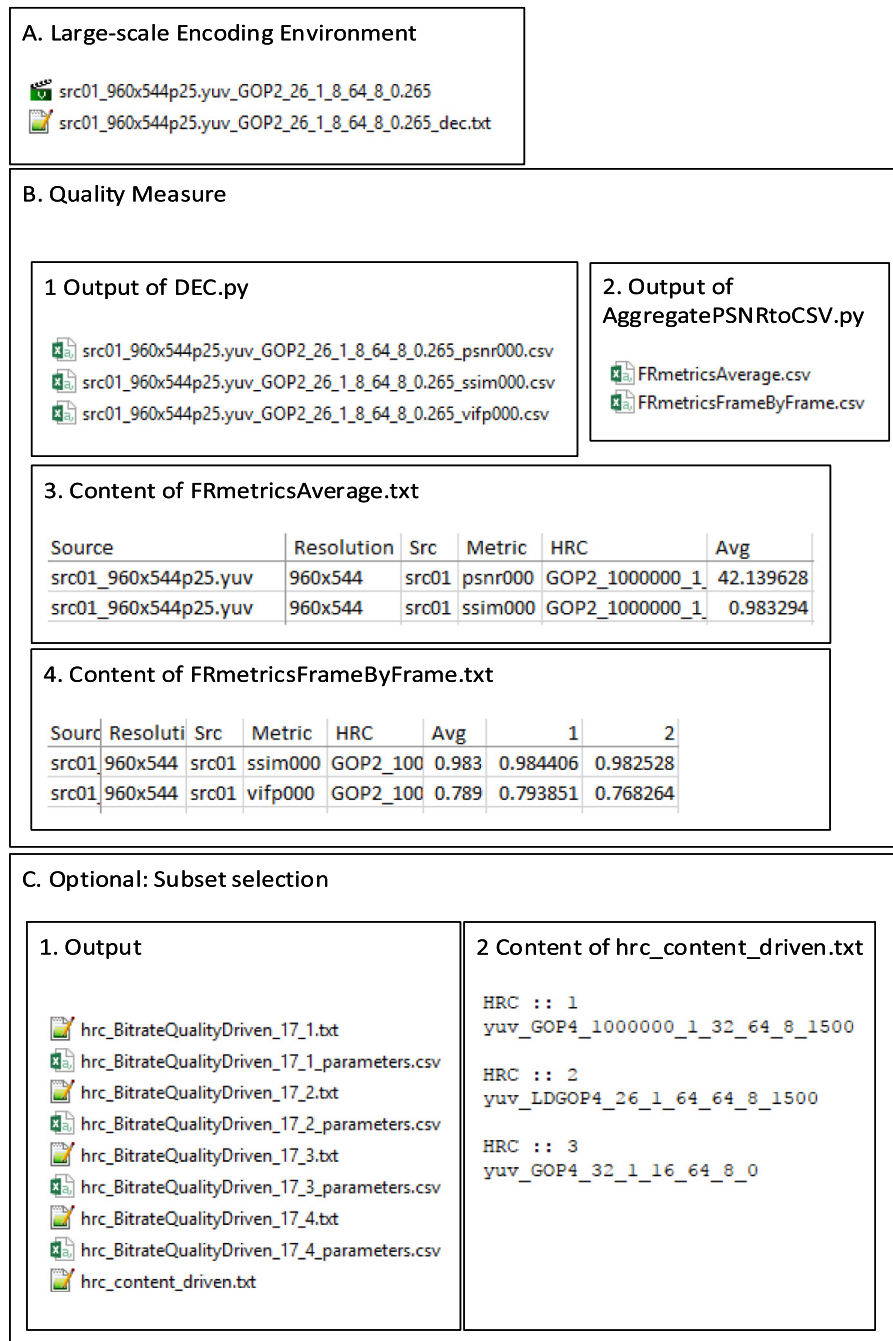 A. Large-scale Encoding Environment
src01_960x544p25.yuv_GOP2_26_1_8_64_8_0.265
src01_960x544p25.yuv_GOP2_26_1_8_64_8_0.265_dec.txt
B. Quality Measure
1 Output of DEC.py
src01_960x544p25.yuv_GOP2_26_1_8_64_8_0.265_psnr000.csv
src01_960x544p25.yuv_GOP2_26_1_8_64_8_0.265_ssim000.csv
src01_960x544p25.yuv_GOP2_26_1_8_64_8_0.265_vifp000.csv
2. Output of
AggregatePSNRtoCSV.py
FRmetricsAverage.csv
FRmetricsFrameByFrame.csv
3. Content of FRmetricsAverage.txt
Source Resolution Src Metric HRC Avg
src01_960x544p25.yuv 960x544 src01 psnr000 GOP2_1000000_1_ 42.139628
src01_960x544p25.yuv 960x544 src01 ssim000 GOP2_1000000_1_ 0.983294
4. Content of FRmetricsFrameByFrame.txt
Sourc Resoluti Src Metric HRC Avg 1 2
src01_ 960x544 src01 ssim000 GOP2_100 0.983 0.984406 0.982528
src01_ 960x544 src01 vifp000 GOP2_100 0.789 0.793851 0.768264
C. Optional: Subset selection
1. Output
hrc_BitrateQualityDriven_17_1.txt
hrc_BitrateQualityDriven_17_1_parameters.csv
hrc_BitrateQualityDriven_17_2.txt
hrc_BitrateQualityDriven_17_2_parameters.csv
hrc_BitrateQualityDriven_17_3.txt
hrc_BitrateQualityDriven_17_3_parameters.csv
hrc_BitrateQualityDriven_17_4.txt
hrc_BitrateQualityDriven_17_4_parameters.csv
hrc_content_driven.txt
2 Content of hrc_content_driven.txt
HRC :: 1
yuv_GOP4_1000000_1_32_64_8_1500
HRC :: 2
yuv_LDGOP4_26_1_64_64_8_1500
HRC :: 3
yuv_GOP4_32_1_16_64_8_0